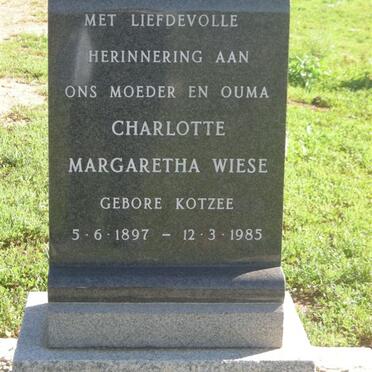 MET LIEFDEVOLLE
HERINNERING AAN
ONS MOEDER EN OUMA
CHARLOTTE
MARGARETHA WIESE
GEBORE KOTZEE
5·6·1897 – 12·3·1985